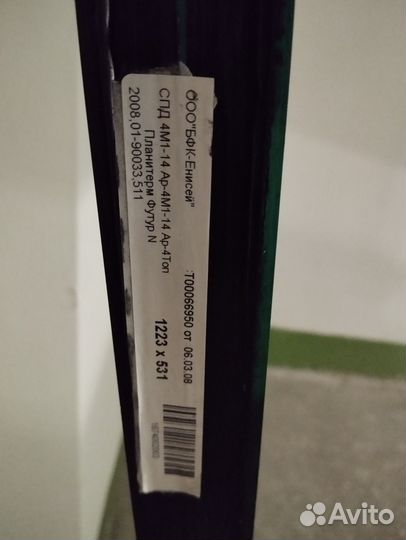 ООО"БФК-Енисей"
СПД 4М1-14 Ар-4М1-14 Ар-4Топ
Планитерм Футур N
2008,01-90033,511
:Т00066950 от 06.03.08
1223 x 531
Avito